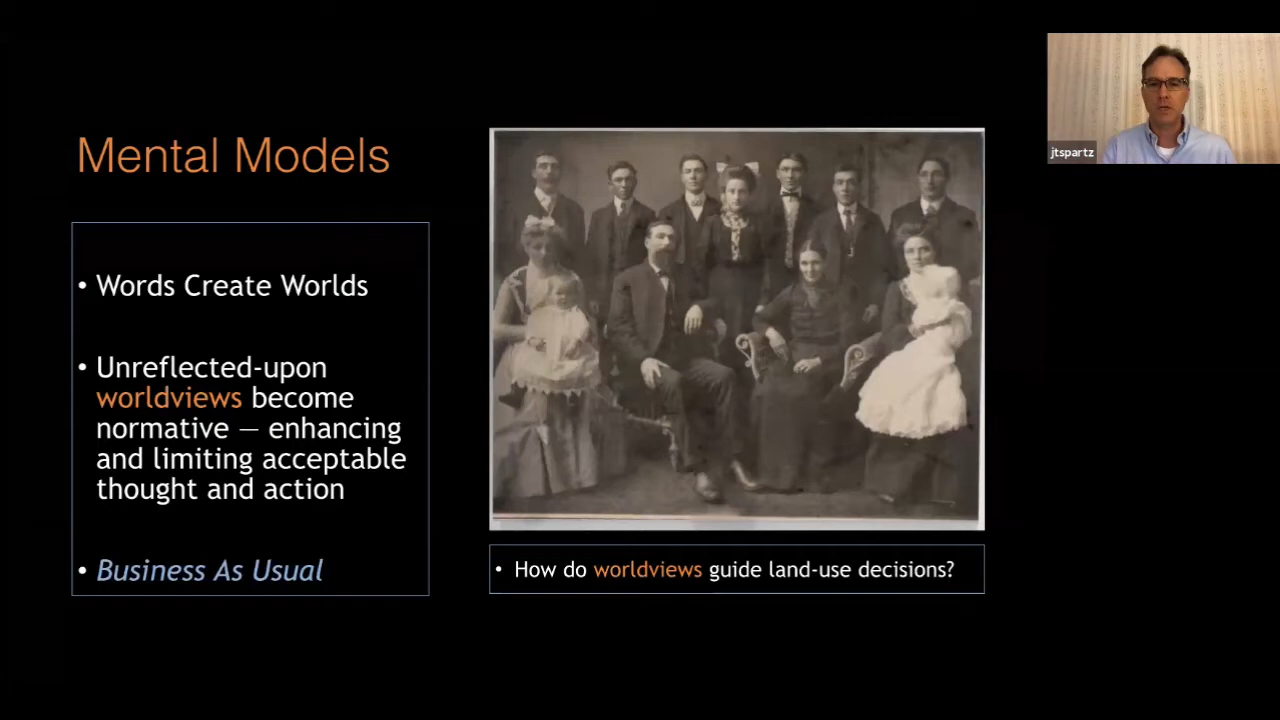 Mental Models
• Words Create Worlds
• Unreflected-upon
worldviews become
normative — enhancing
and limiting acceptable
thought and action
• Business As Usual
• How do worldviews guide land-use decisions?
jtspartz